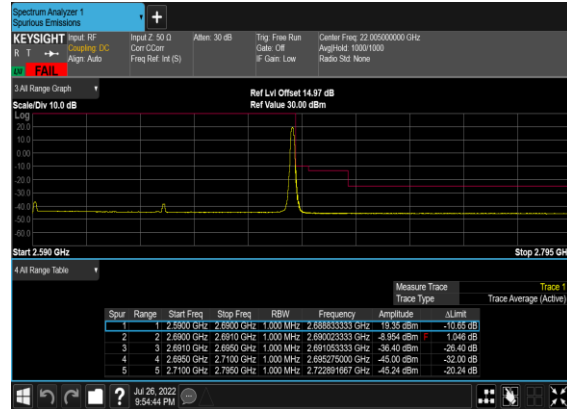 Spectrum Analyzer 1
Spurious Emissions
KEYSIGHT Input: RF Input Z: 50 Ω Atten: 30 dB Trig: Free Run Center Freq: 22.005000000 GHz
R T Coupling: DC Corr CCorr Gate: Off Avg|Hold: 1000/1000
Align: Auto Freq Ref: Int (S) IF Gain: Low Radio Std: None
LW FAIL
3 All Range Graph
Ref Lvl Offset 14.97 dB
Scale/Div 10.0 dB Ref Value 30.00 dBm
Log
20.0
10.0
0.00
-10.0
-20.0
-30.0
-40.0
-50.0
-60.0
Start 2.590 GHz Stop 2.795 GH
4 All Range Table
Measure Trace Trace 1
Trace Type Trace Average (Active)
Spur Range Start Freq Stop Freq RBW Frequency Amplitude ΔLimit
1 1 2.5900 GHz 2.6900 GHz 1.000 MHz 2.688833333 GHz 19.35 dBm -10.65 dB
2 2 2.6900 GHz 2.6910 GHz 1.000 MHz 2.690023333 GHz -8.954 dBm F 1.046 dB
3 3 2.6910 GHz 2.6950 GHz 1.000 MHz 2.691053333 GHz -36.40 dBm -26.40 dB
4 4 2.6950 GHz 2.7100 GHz 1.000 MHz 2.695275000 GHz -45.00 dBm -32.00 dB
5 5 2.7100 GHz 2.7950 GHz 1.000 MHz 2.722891667 GHz -45.24 dBm -20.24 dB
? Jul 26, 2022
9:54:44 PM